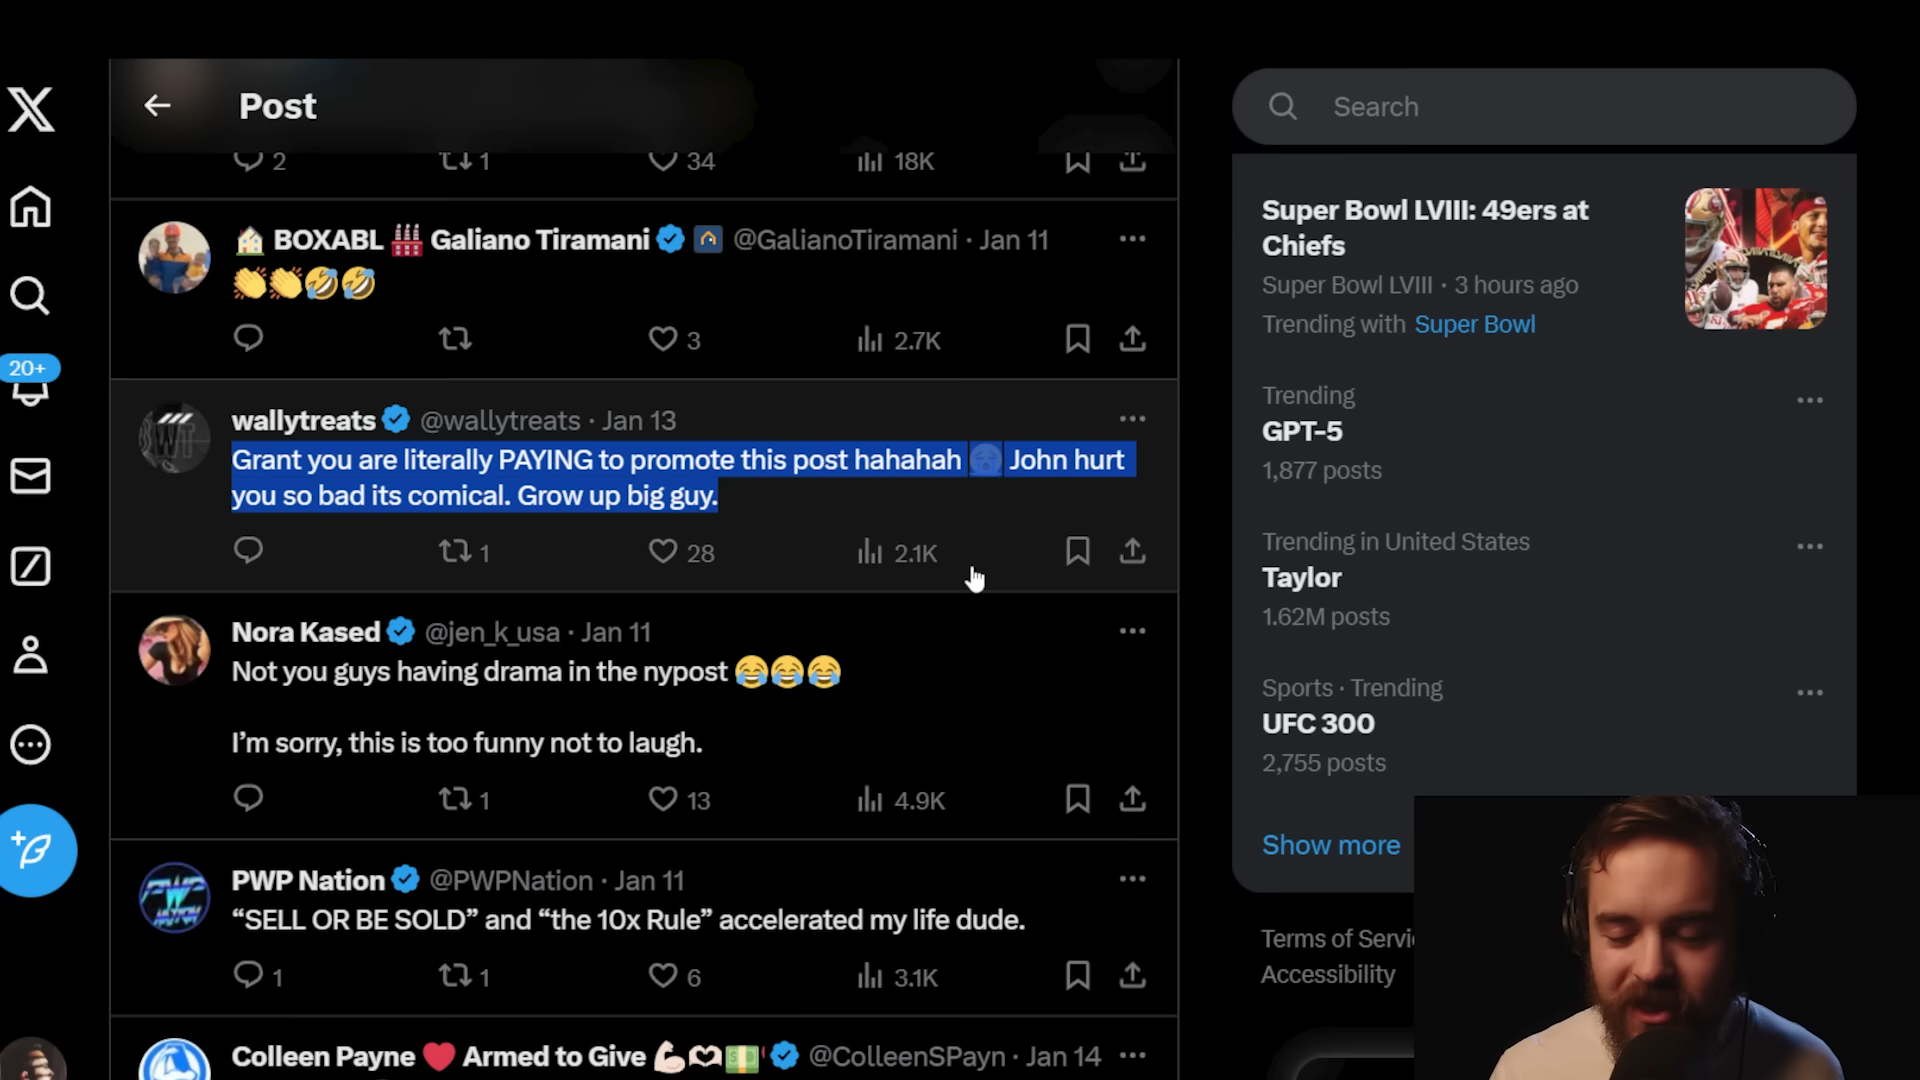 Post
2 1 34 18K
BOXABL Galiano Tiramani @GalianoTiramani · Jan 11
👏👏🤣🤣
3 2.7K
wallytreats @wallytreats · Jan 13
Grant you are literally PAYING to promote this post hahahah John hurt
you so bad its comical. Grow up big guy.
1 28 2.1K
Nora Kased @jen_k_usa · Jan 11
Not you guys having drama in the nypost 😂😂😂
I’m sorry, this is too funny not to laugh.
1 13 4.9K
PWP Nation @PWPNation · Jan 11
“SELL OR BE SOLD” and “the 10x Rule” accelerated my life dude.
1 1 6 3.1K
Colleen Payne ❤️ Armed to Give @ColleenSPayn · Jan 14
20+
Search
Super Bowl LVIII: 49ers at
Chiefs
Super Bowl LVIII · 3 hours ago
Trending with Super Bowl
Trending
GPT-5
1,877 posts
Trending in United States
Taylor
1.62M posts
Sports · Trending
UFC 300
2,755 posts
Show more
Terms of Servi
Accessibility